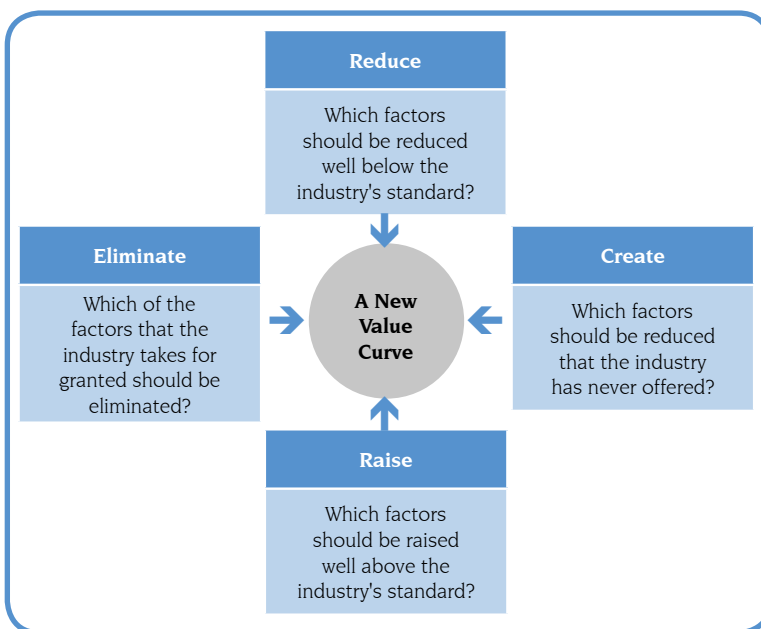 Reduce
Which factors
should be reduced
well below the
industry's standard?
Eliminate
Which of the
factors that the
industry takes for
granted should be
eliminated?
A New
Value
Curve
Create
Which factors
should be reduced
that the industry
has never offered?
Raise
Which factors
should be raised
well above the
industry's standard?